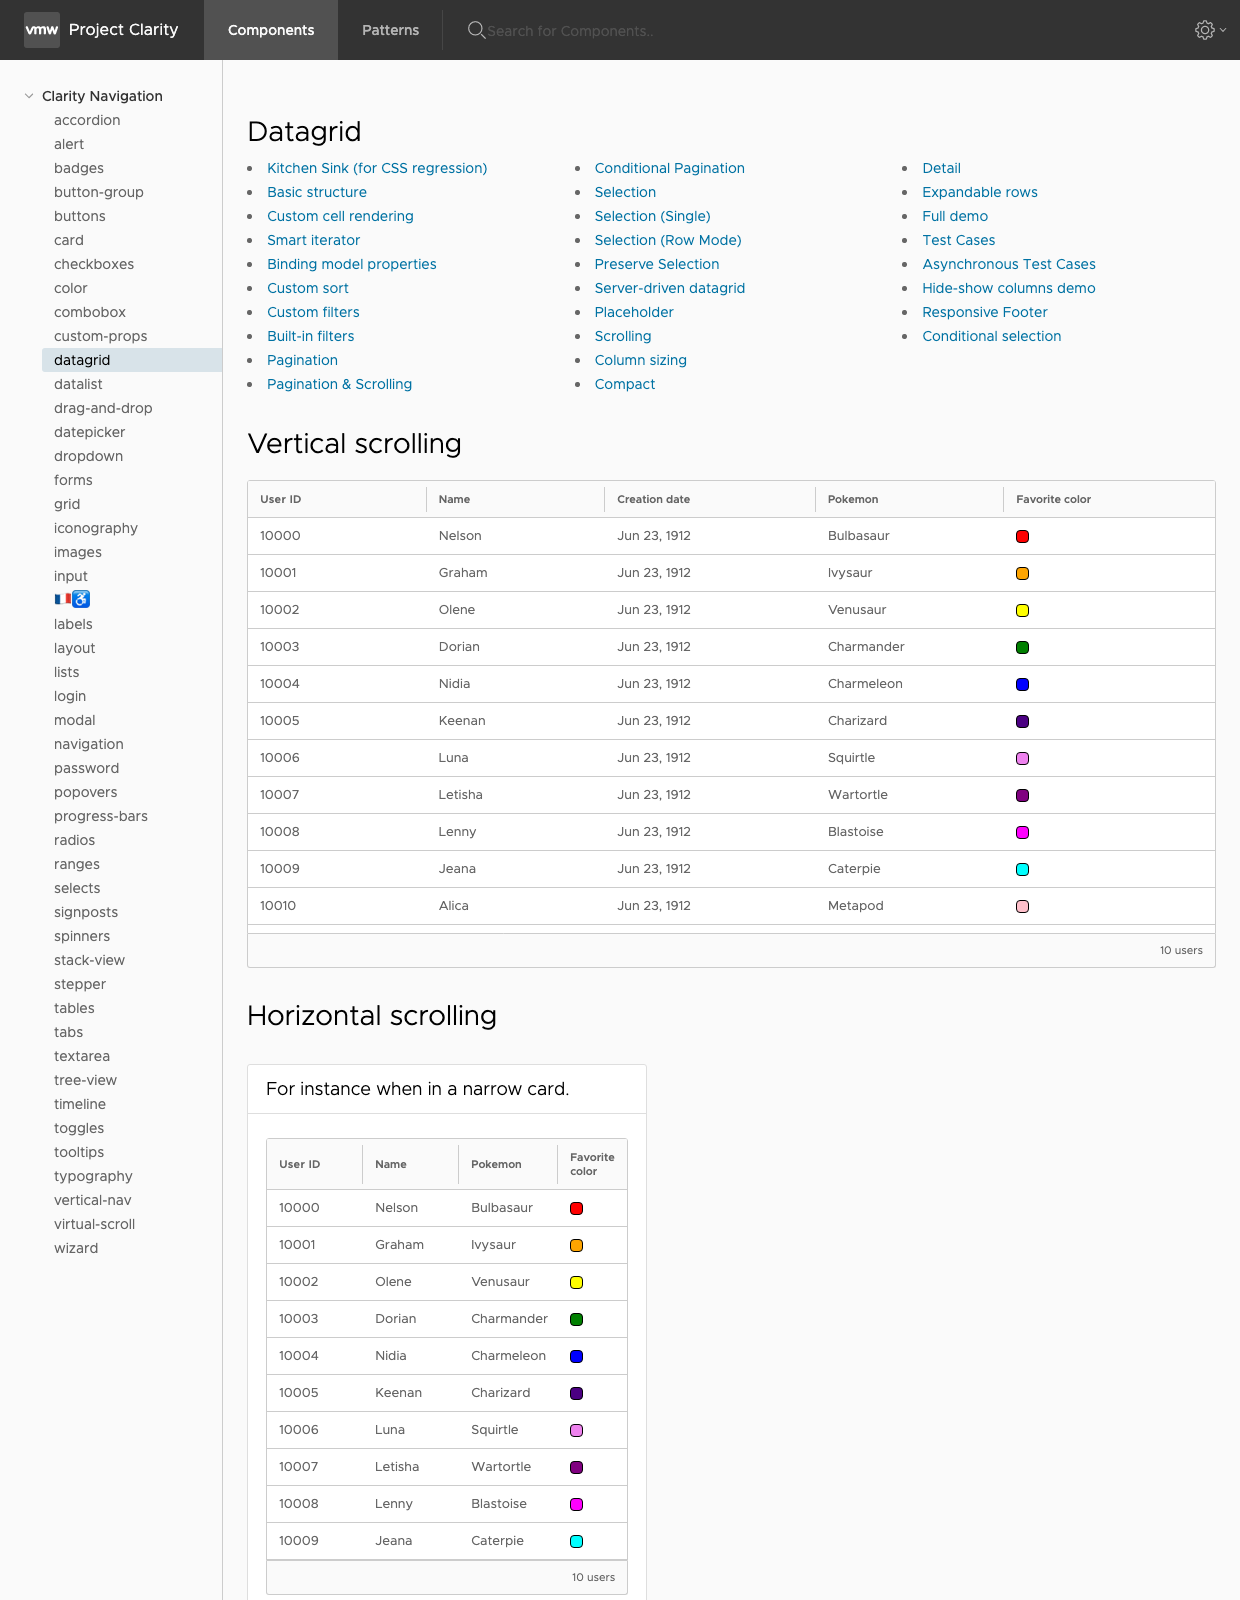 vmw Project Clarity Components Patterns Search for Components..
Clarity Navigation
accordion
alert
badges
button-group
buttons
card
checkboxes
color
combobox
custom-props
datagrid
datalist
drag-and-drop
datepicker
dropdown
forms
grid
iconography
images
input
🇫🇷♿
labels
layout
lists
login
modal
navigation
password
popovers
progress-bars
radios
ranges
selects
signposts
spinners
stack-view
stepper
tables
tabs
textarea
tree-view
timeline
toggles
tooltips
typography
vertical-nav
virtual-scroll
wizard
Datagrid
Kitchen Sink (for CSS regression)
Basic structure
Custom cell rendering
Smart iterator
Binding model properties
Custom sort
Custom filters
Built-in filters
Pagination
Pagination & Scrolling
Conditional Pagination
Selection
Selection (Single)
Selection (Row Mode)
Preserve Selection
Server-driven datagrid
Placeholder
Scrolling
Column sizing
Compact
Detail
Expandable rows
Full demo
Test Cases
Asynchronous Test Cases
Hide-show columns demo
Responsive Footer
Conditional selection
Vertical scrolling
User ID Name Creation date Pokemon Favorite color
10000 Nelson Jun 23, 1912 Bulbasaur
10001 Graham Jun 23, 1912 Ivysaur
10002 Olene Jun 23, 1912 Venusaur
10003 Dorian Jun 23, 1912 Charmander
10004 Nidia Jun 23, 1912 Charmeleon
10005 Keenan Jun 23, 1912 Charizard
10006 Luna Jun 23, 1912 Squirtle
10007 Letisha Jun 23, 1912 Wartortle
10008 Lenny Jun 23, 1912 Blastoise
10009 Jeana Jun 23, 1912 Caterpie
10010 Alica Jun 23, 1912 Metapod
10 users
Horizontal scrolling
For instance when in a narrow card.
User ID Name Pokemon Favorite
color
10000 Nelson Bulbasaur
10001 Graham Ivysaur
10002 Olene Venusaur
10003 Dorian Charmander
10004 Nidia Charmeleon
10005 Keenan Charizard
10006 Luna Squirtle
10007 Letisha Wartortle
10008 Lenny Blastoise
10009 Jeana Caterpie
10 users